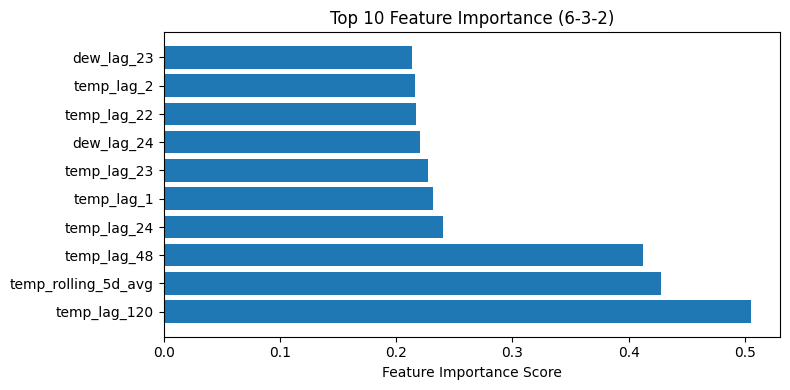 Top 10 Feature Importance (6-3-2)
dew_lag_23
temp_lag_2
temp_lag_22
dew_lag_24
temp_lag_23
temp_lag_1
temp_lag_24
temp_lag_48
temp_rolling_5d_avg
temp_lag_120
0.0 0.1 0.2 0.3 0.4 0.5
Feature Importance Score